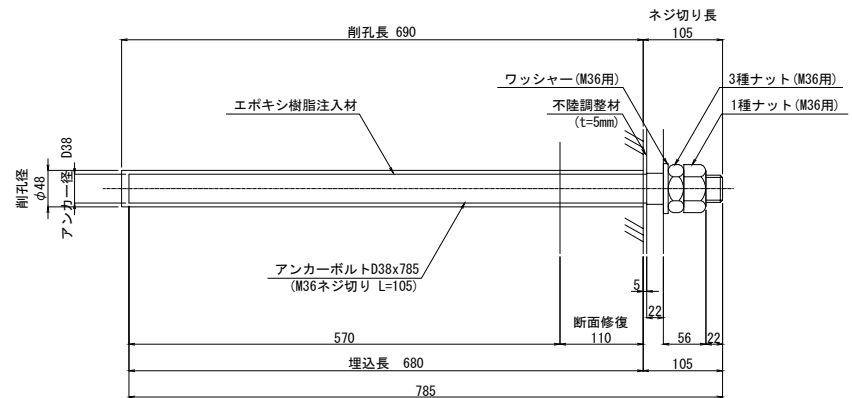 ネジ切り長
削孔長 690
105
ワッシャー(M36用)
3種ナット(M36用)
エポキシ樹脂注入材
不陸調整材
(t=5mm)
1種ナット(M36用)
削孔径
φ48
アンカー径 D38
アンカーボルトD38x785
(M36ネジ切り L=105)
5
22
断面修復
570
110
56
22
埋込長 680
105
785